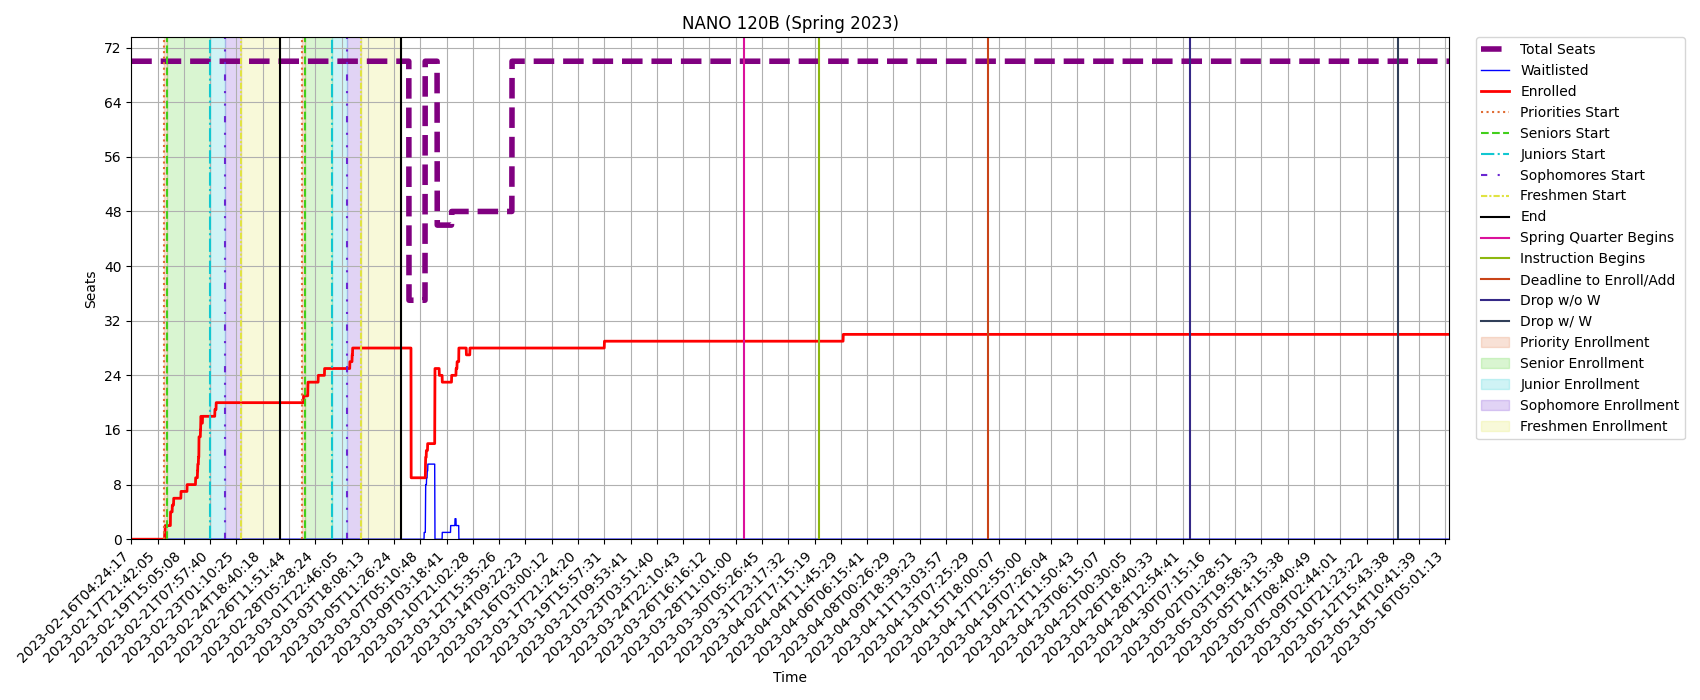 NANO 120B (Spring 2023)
72
64
56
48
40
32
24
16
8
0
Seats
2023-02-16T04:24:17
2023-02-17T21:42:05
2023-02-19T15:05:08
2023-02-21T07:57:40
2023-02-23T01:10:25
2023-02-24T18:40:18
2023-02-26T11:51:44
2023-02-28T05:28:24
2023-03-01T22:46:05
2023-03-03T18:08:13
2023-03-05T11:26:24
2023-03-07T05:10:48
2023-03-09T03:18:41
2023-03-10T21:02:28
2023-03-12T15:35:26
2023-03-14T09:22:23
2023-03-16T03:00:12
2023-03-17T21:24:20
2023-03-19T15:57:31
2023-03-21T09:53:41
2023-03-23T03:51:40
2023-03-24T22:10:43
2023-03-26T16:16:12
2023-03-28T11:01:00
2023-03-30T05:26:45
2023-03-31T23:17:32
2023-04-02T17:15:19
2023-04-04T11:45:29
2023-04-06T06:15:41
2023-04-08T00:26:29
2023-04-09T18:39:23
2023-04-11T13:03:57
2023-04-13T07:25:29
2023-04-15T18:00:07
2023-04-17T12:55:00
2023-04-19T07:26:04
2023-04-21T11:50:43
2023-04-23T06:15:07
2023-04-25T00:30:05
2023-04-26T18:40:33
2023-04-28T12:54:41
2023-04-30T07:15:16
2023-05-02T01:28:51
2023-05-03T19:58:33
2023-05-05T14:15:38
2023-05-07T08:40:49
2023-05-09T02:44:01
2023-05-10T21:23:22
2023-05-12T15:43:38
2023-05-14T10:41:39
2023-05-16T05:01:13
Time
Total Seats
Waitlisted
Enrolled
Priorities Start
Seniors Start
Juniors Start
Sophomores Start
Freshmen Start
End
Spring Quarter Begins
Instruction Begins
Deadline to Enroll/Add
Drop w/o W
Drop w/ W
Priority Enrollment
Senior Enrollment
Junior Enrollment
Sophomore Enrollment
Freshmen Enrollment